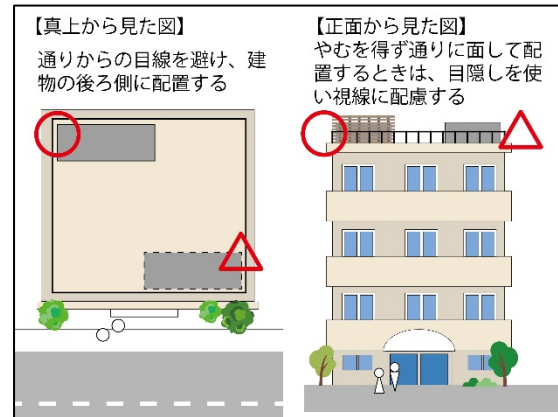 【真上から見た図】
通りからの目線を避け、建
物の後ろ側に配置する
【正面から見た図】
やむを得ず通りに面して配
置するときは、目隠しを使
い視線に配慮する